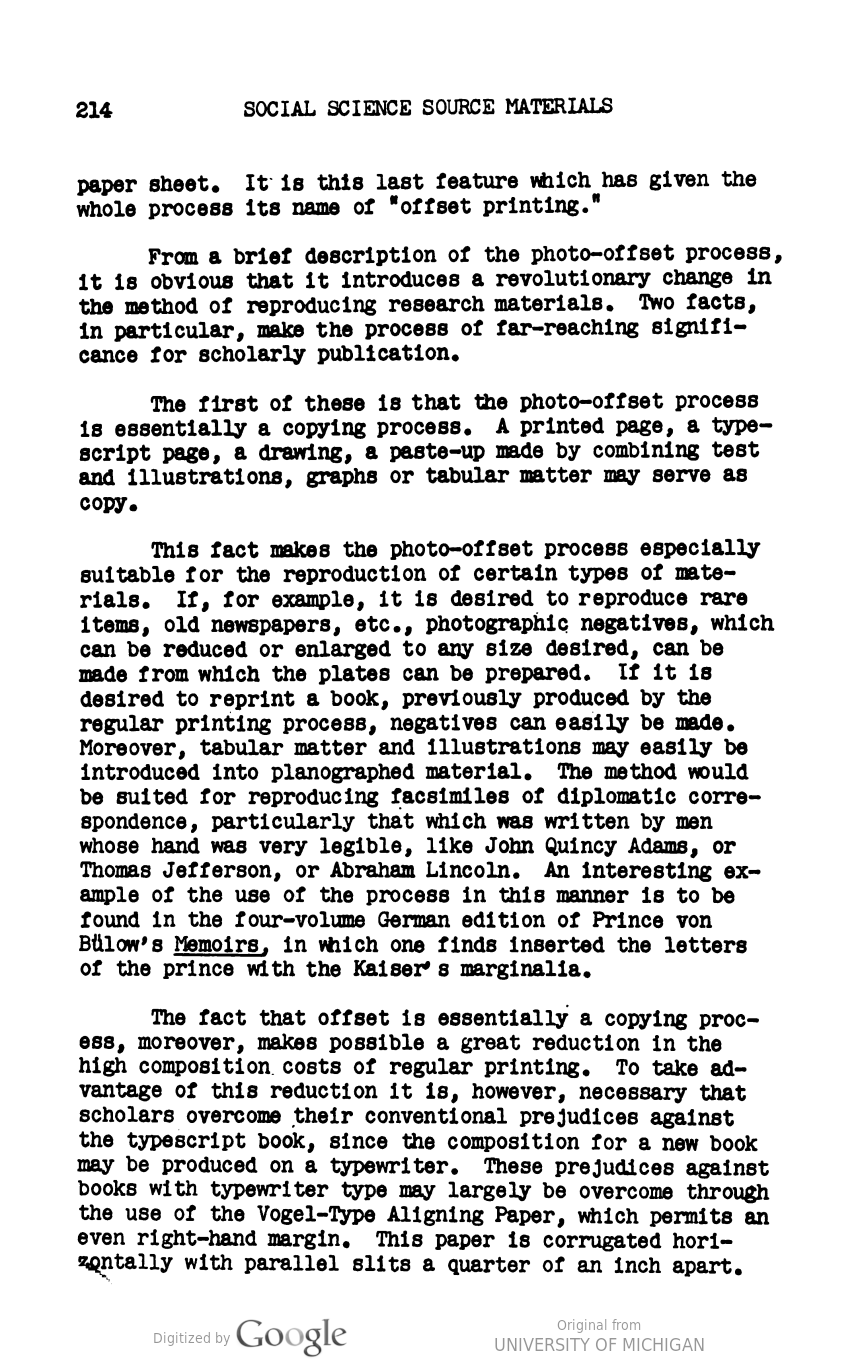 214 SOCIAL SCIENCE SOURCE MATERIALS
paper sheet. It is this last feature which has given the
whole process its name of "offset printing."
From a brief description of the photo-offset process,
it is obvious that it introduces a revolutionary change in
the method of reproducing research materials. Two facts,
in particular, make the process of far-reaching signifi-
cance for scholarly publication.
The first of these is that the photo-offset process
is essentially a copying process. A printed page, a type-
script page, a drawing, a paste-up made by combining test
and illustrations, graphs or tabular matter may serve as
copy.
This fact makes the photo-offset process especially
suitable for the reproduction of certain types of mate-
rials. If, for example, it is desired to reproduce rare
items, old newspapers, etc., photographic negatives, which
can be reduced or enlarged to any size desired, can be
made from which the plates can be prepared. If it is
desired to reprint a book, previously produced by the
regular printing process, negatives can easily be made.
Moreover, tabular matter and illustrations may easily be
introduced into planographed material. The method would
be suited for reproducing facsimiles of diplomatic corre-
spondence, particularly that which was written by men
whose hand was very legible, like John Quincy Adams, or
Thomas Jefferson, or Abraham Lincoln. An interesting ex-
ample of the use of the process in this manner is to be
found in the four-volume German edition of Prince von
Bülow's Memoirs, in which one finds inserted the letters
of the prince with the Kaiser's marginalia.
The fact that offset is essentially a copying proc-
ess, moreover, makes possible a great reduction in the
high composition costs of regular printing. To take ad-
vantage of this reduction it is, however, necessary that
scholars overcome their conventional prejudices against
the typescript book, since the composition for a new book
may be produced on a typewriter. These prejudices against
books with typewriter type may largely be overcome through
the use of the Vogel-Type Aligning Paper, which permits an
even right-hand margin. This paper is corrugated hori-
zontally with parallel slits a quarter of an inch apart.
Digitized by Google
Original from
UNIVERSITY OF MICHIGAN